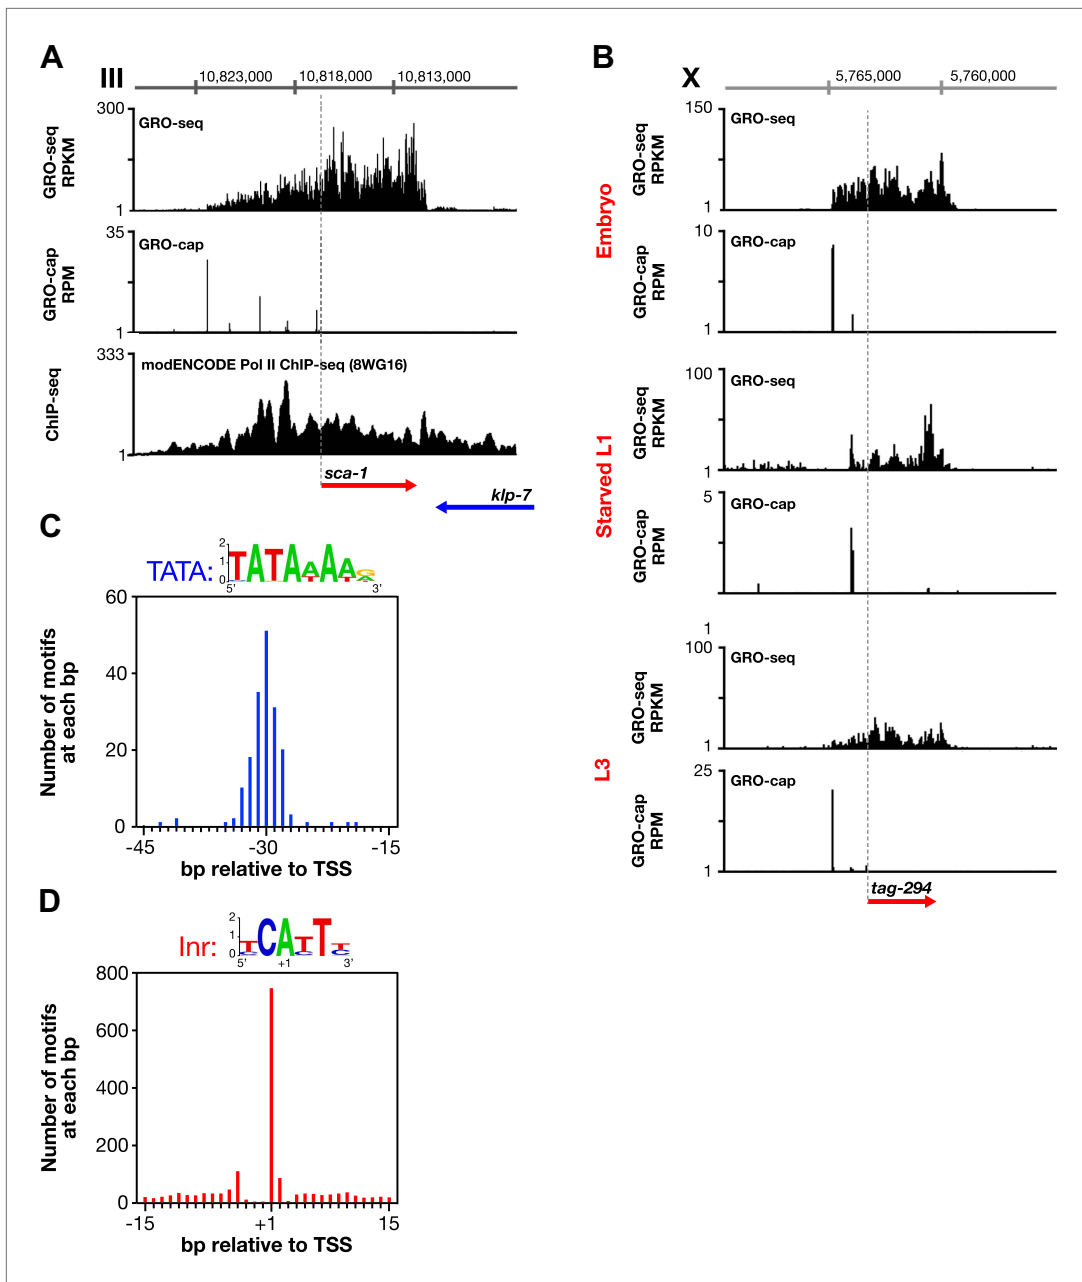 A
III
10,823,000 10,818,000 10,813,000
300
GRO-seq
GRO-seq
RPKM
1
35
GRO-cap
GRO-cap
RPM
1
333
modENCODE Pol II ChIP-seq (8WG16)
ChIP-seq
1
sca-1
klp-7
B
X
5,765,000 5,760,000
Embryo
150
GRO-seq
GRO-seq
RPKM
1
10
GRO-cap
GRO-cap
RPM
1
Starved L1
100
GRO-seq
GRO-seq
RPKM
1
5
GRO-cap
GRO-cap
RPM
1
L3
100
GRO-seq
GRO-seq
RPKM
1
25
GRO-cap
GRO-cap
RPM
1
tag-294
C
TATA:
2
1
0
TATAAAAG
T T A
5' 3'
60
40
20
0
Number of motifs
at each bp
-45 -30 -15
bp relative to TSS
D
Inr:
2
1
0
TCATTT
C C C
5' +1 3'
800
600
400
200
0
Number of motifs
at each bp
-15 +1 15
bp relative to TSS